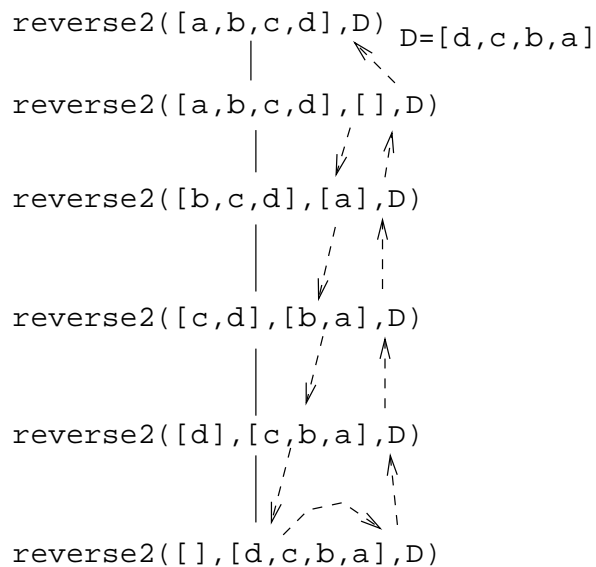 reverse2([a,b,c,d],D)
D=[d,c,b,a]
reverse2([a,b,c,d],[],D)
reverse2([b,c,d],[a],D)
reverse2([c,d],[b,a],D)
reverse2([d],[c,b,a],D)
reverse2([],[d,c,b,a],D)